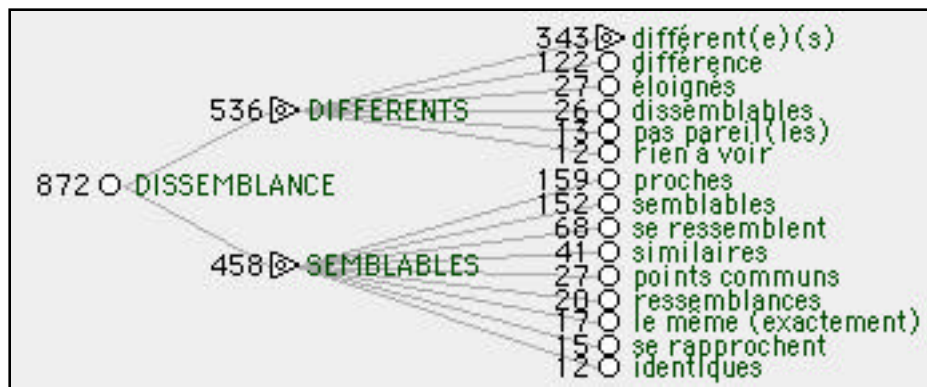 343 différent(e)(s)
122 différence
27 éloignés
536 DIFFERENTS
26 dissemblables
13 pas pareil(les)
12 rien à voir
872 DISSEMBLANCE
159 proches
152 semblables
68 se ressemblent
41 similaires
458 SEMBLABLES
27 points communs
20 ressemblances
17 le même (exactement)
15 se rapprochent
12 identiques